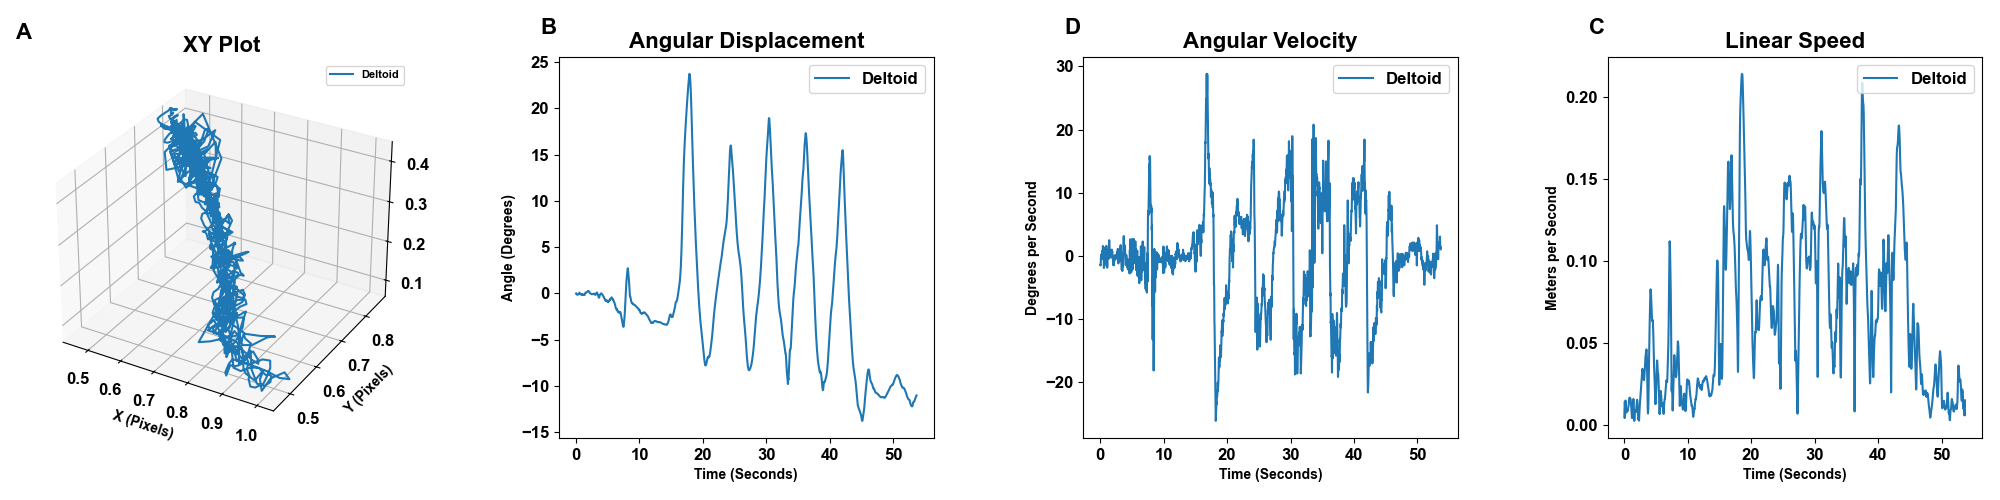 A
XY Plot
Deltoid
0.4
0.3
0.2
0.1
0.5
0.6
0.7
0.8
0.9
1.0
X (Pixels)
0.5
0.6
0.7
0.8
Y (Pixels)
B
Angular Displacement
Deltoid
25
20
15
10
5
0
−5
−10
−15
Angle (Degrees)
0 10 20 30 40 50
Time (Seconds)
D
Angular Velocity
Deltoid
30
20
10
0
−10
−20
Degrees per Second
0 10 20 30 40 50
Time (Seconds)
C
Linear Speed
Deltoid
0.20
0.15
0.10
0.05
0.00
Meters per Second
0 10 20 30 40 50
Time (Seconds)